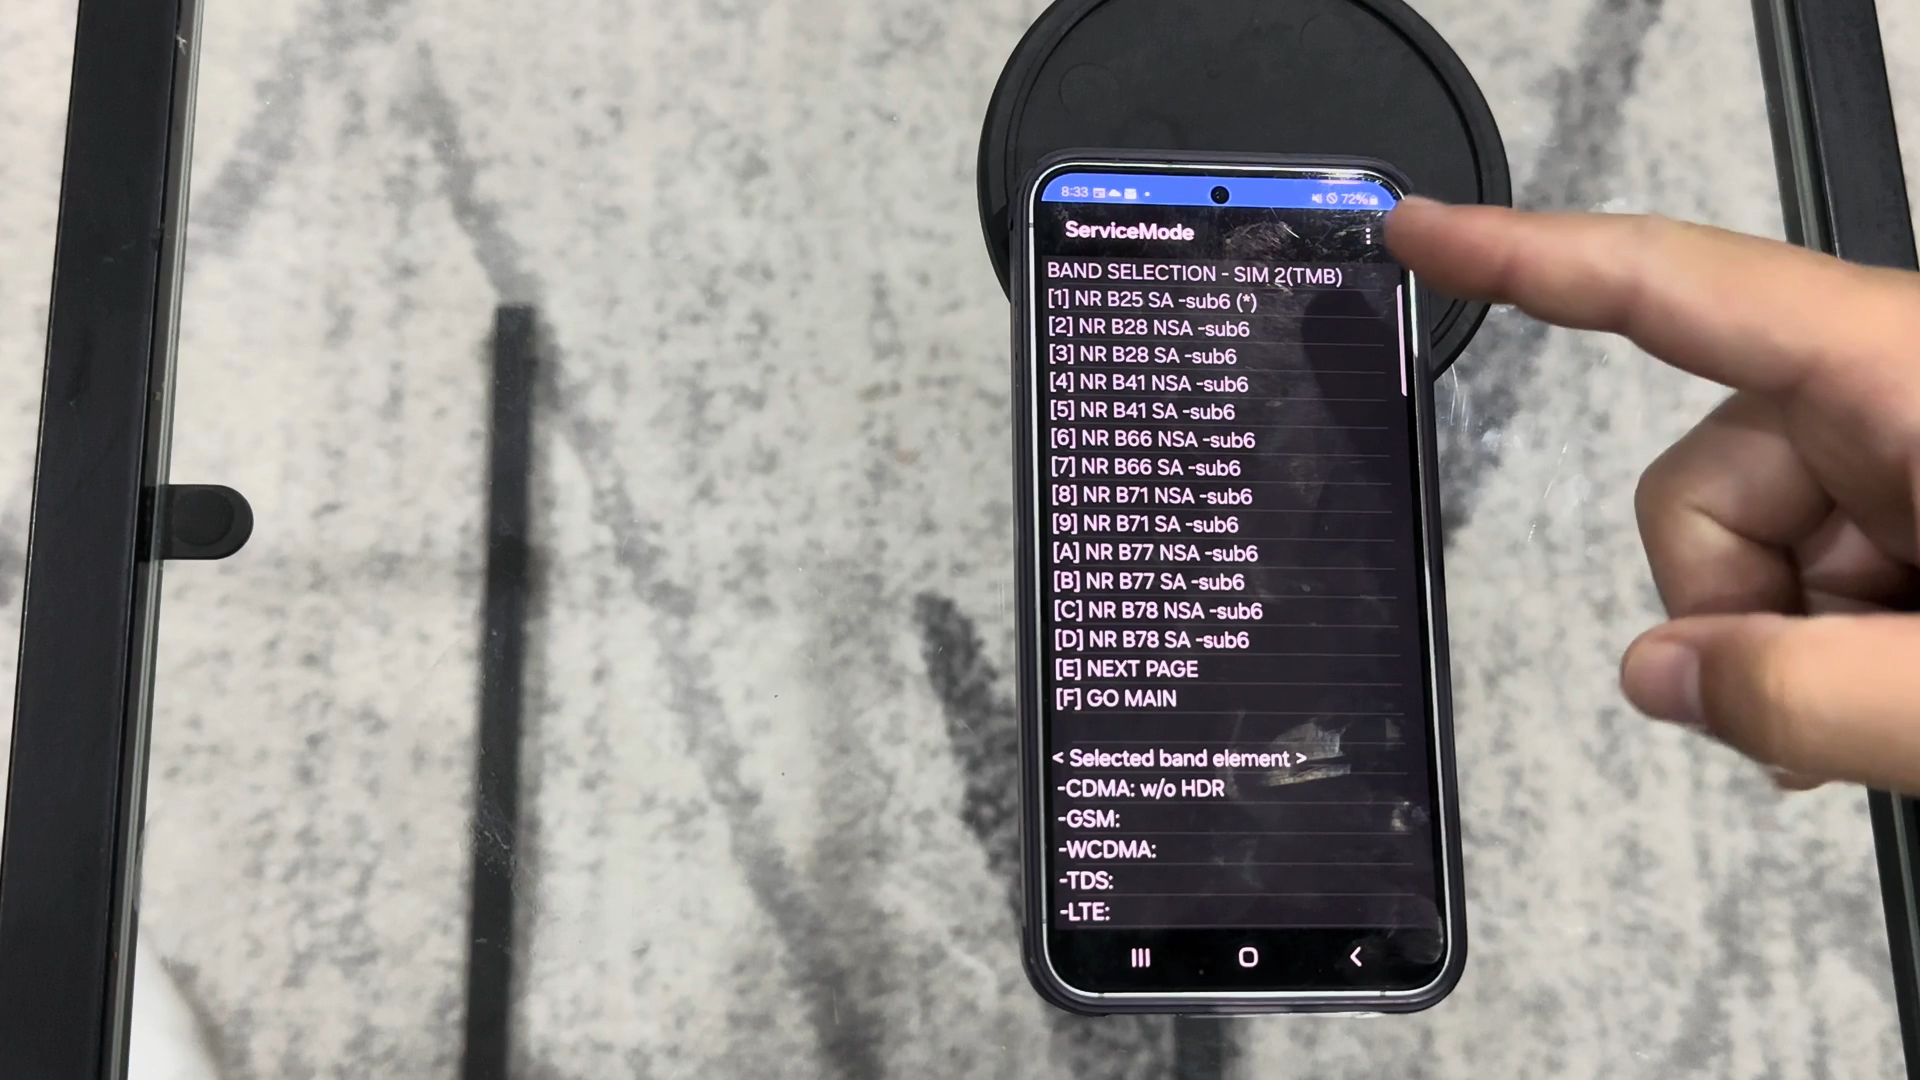 8:33 72%
ServiceMode
BAND SELECTION - SIM 2(TMB)
[1] NR B25 SA -sub6 (*)
[2] NR B28 NSA -sub6
[3] NR B28 SA -sub6
[4] NR B41 NSA -sub6
[5] NR B41 SA -sub6
[6] NR B66 NSA -sub6
[7] NR B66 SA -sub6
[8] NR B71 NSA -sub6
[9] NR B71 SA -sub6
[A] NR B77 NSA -sub6
[B] NR B77 SA -sub6
[C] NR B78 NSA -sub6
[D] NR B78 SA -sub6
[E] NEXT PAGE
[F] GO MAIN
< Selected band element >
-CDMA: w/o HDR
-GSM:
-WCDMA:
-TDS:
-LTE: